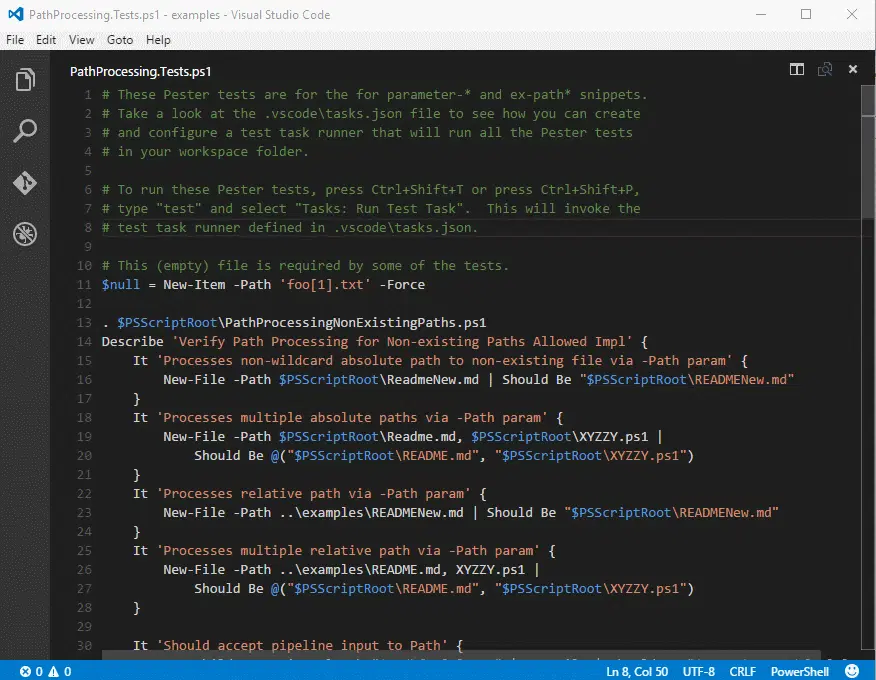 PathProcessing.Tests.ps1 - examples - Visual Studio Code
File Edit View Goto Help
PathProcessing.Tests.ps1
1 # These Pester tests are for the for parameter-* and ex-path* snippets.
2 # Take a look at the .vscode\tasks.json file to see how you can create
3 # and configure a test task runner that will run all the Pester tests
4 # in your workspace folder.
5
6 # To run these Pester tests, press Ctrl+Shift+T or press Ctrl+Shift+P,
7 # type "test" and select "Tasks: Run Test Task".  This will invoke the
8 # test task runner defined in .vscode\tasks.json.
9
10 # This (empty) file is required by some of the tests.
11 $null = New-Item -Path 'foo[1].txt' -Force
12
13 . $PSScriptRoot\PathProcessingNonExistingPaths.ps1
14 Describe 'Verify Path Processing for Non-existing Paths Allowed Impl' {
15     It 'Processes non-wildcard absolute path to non-existing file via -Path param' {
16         New-File -Path $PSScriptRoot\ReadmeNew.md | Should Be "$PSScriptRoot\READMENew.md"
17     }
18     It 'Processes multiple absolute paths via -Path param' {
19         New-File -Path $PSScriptRoot\Readme.md, $PSScriptRoot\XYZZY.ps1 |
20             Should Be @("$PSScriptRoot\README.md", "$PSScriptRoot\XYZZY.ps1")
21     }
22     It 'Processes relative path via -Path param' {
23         New-File -Path ..\examples\READMENew.md | Should Be "$PSScriptRoot\READMENew.md"
24     }
25     It 'Processes multiple relative path via -Path param' {
26         New-File -Path ..\examples\README.md, XYZZY.ps1 |
27             Should Be @("$PSScriptRoot\README.md", "$PSScriptRoot\XYZZY.ps1")
28     }
29
30     It 'Should accept pipeline input to Path' {
0 0 Ln 8, Col 50 UTF-8 CRLF PowerShell